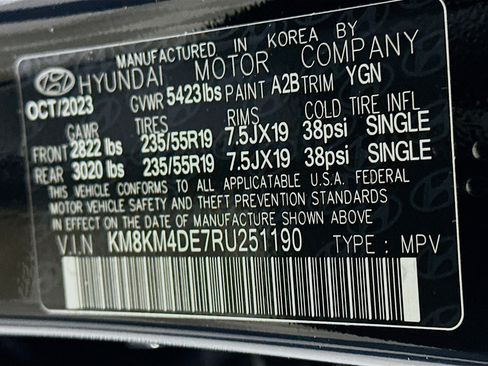 MANUFACTURED IN KOREA BY
HYUNDAI MOTOR COMPANY
OCT/2023 GVWR 5423lbs PAINT A2B TRIM YGN
GAWR TIRES RIMS COLD TIRE INFL
FRONT 2822 lbs 235/55R19 7.5JX19 38psi SINGLE
REAR 3020 lbs 235/55R19 7.5JX19 38psi SINGLE
THIS VEHICLE CONFORMS TO ALL APPLICATABLE U.S.A. FEDERAL
MOTOR VEHICLE SAFETY AND THEFT PREVENTION STANDARDS
IN EFFECT ON THE DATE OF MANUFACTURE SHOWN ABOVE
V.I.N KM8KM4DE7RU251190 TYPE : MPV